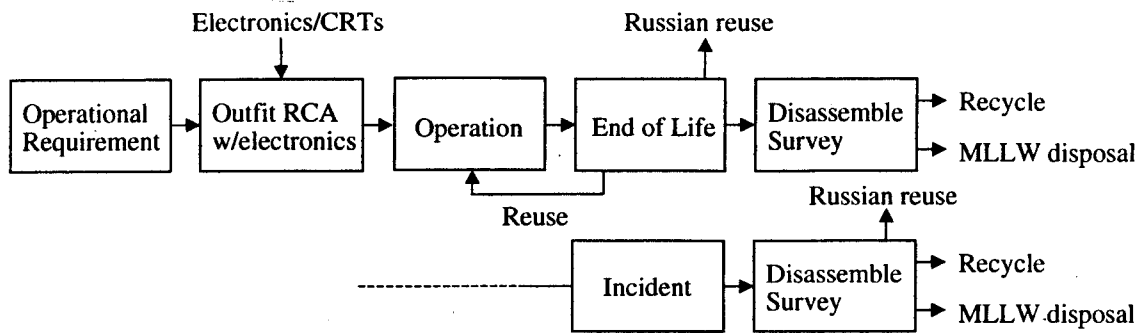 Electronics/CRTs
Russian reuse
Operational
Requirement
Outfit RCA
w/electronics
Operation
End of Life
Disassemble
Survey
Recycle
MLLW disposal
Reuse
Russian reuse
Incident
Disassemble
Survey
Recycle
MLLW disposal